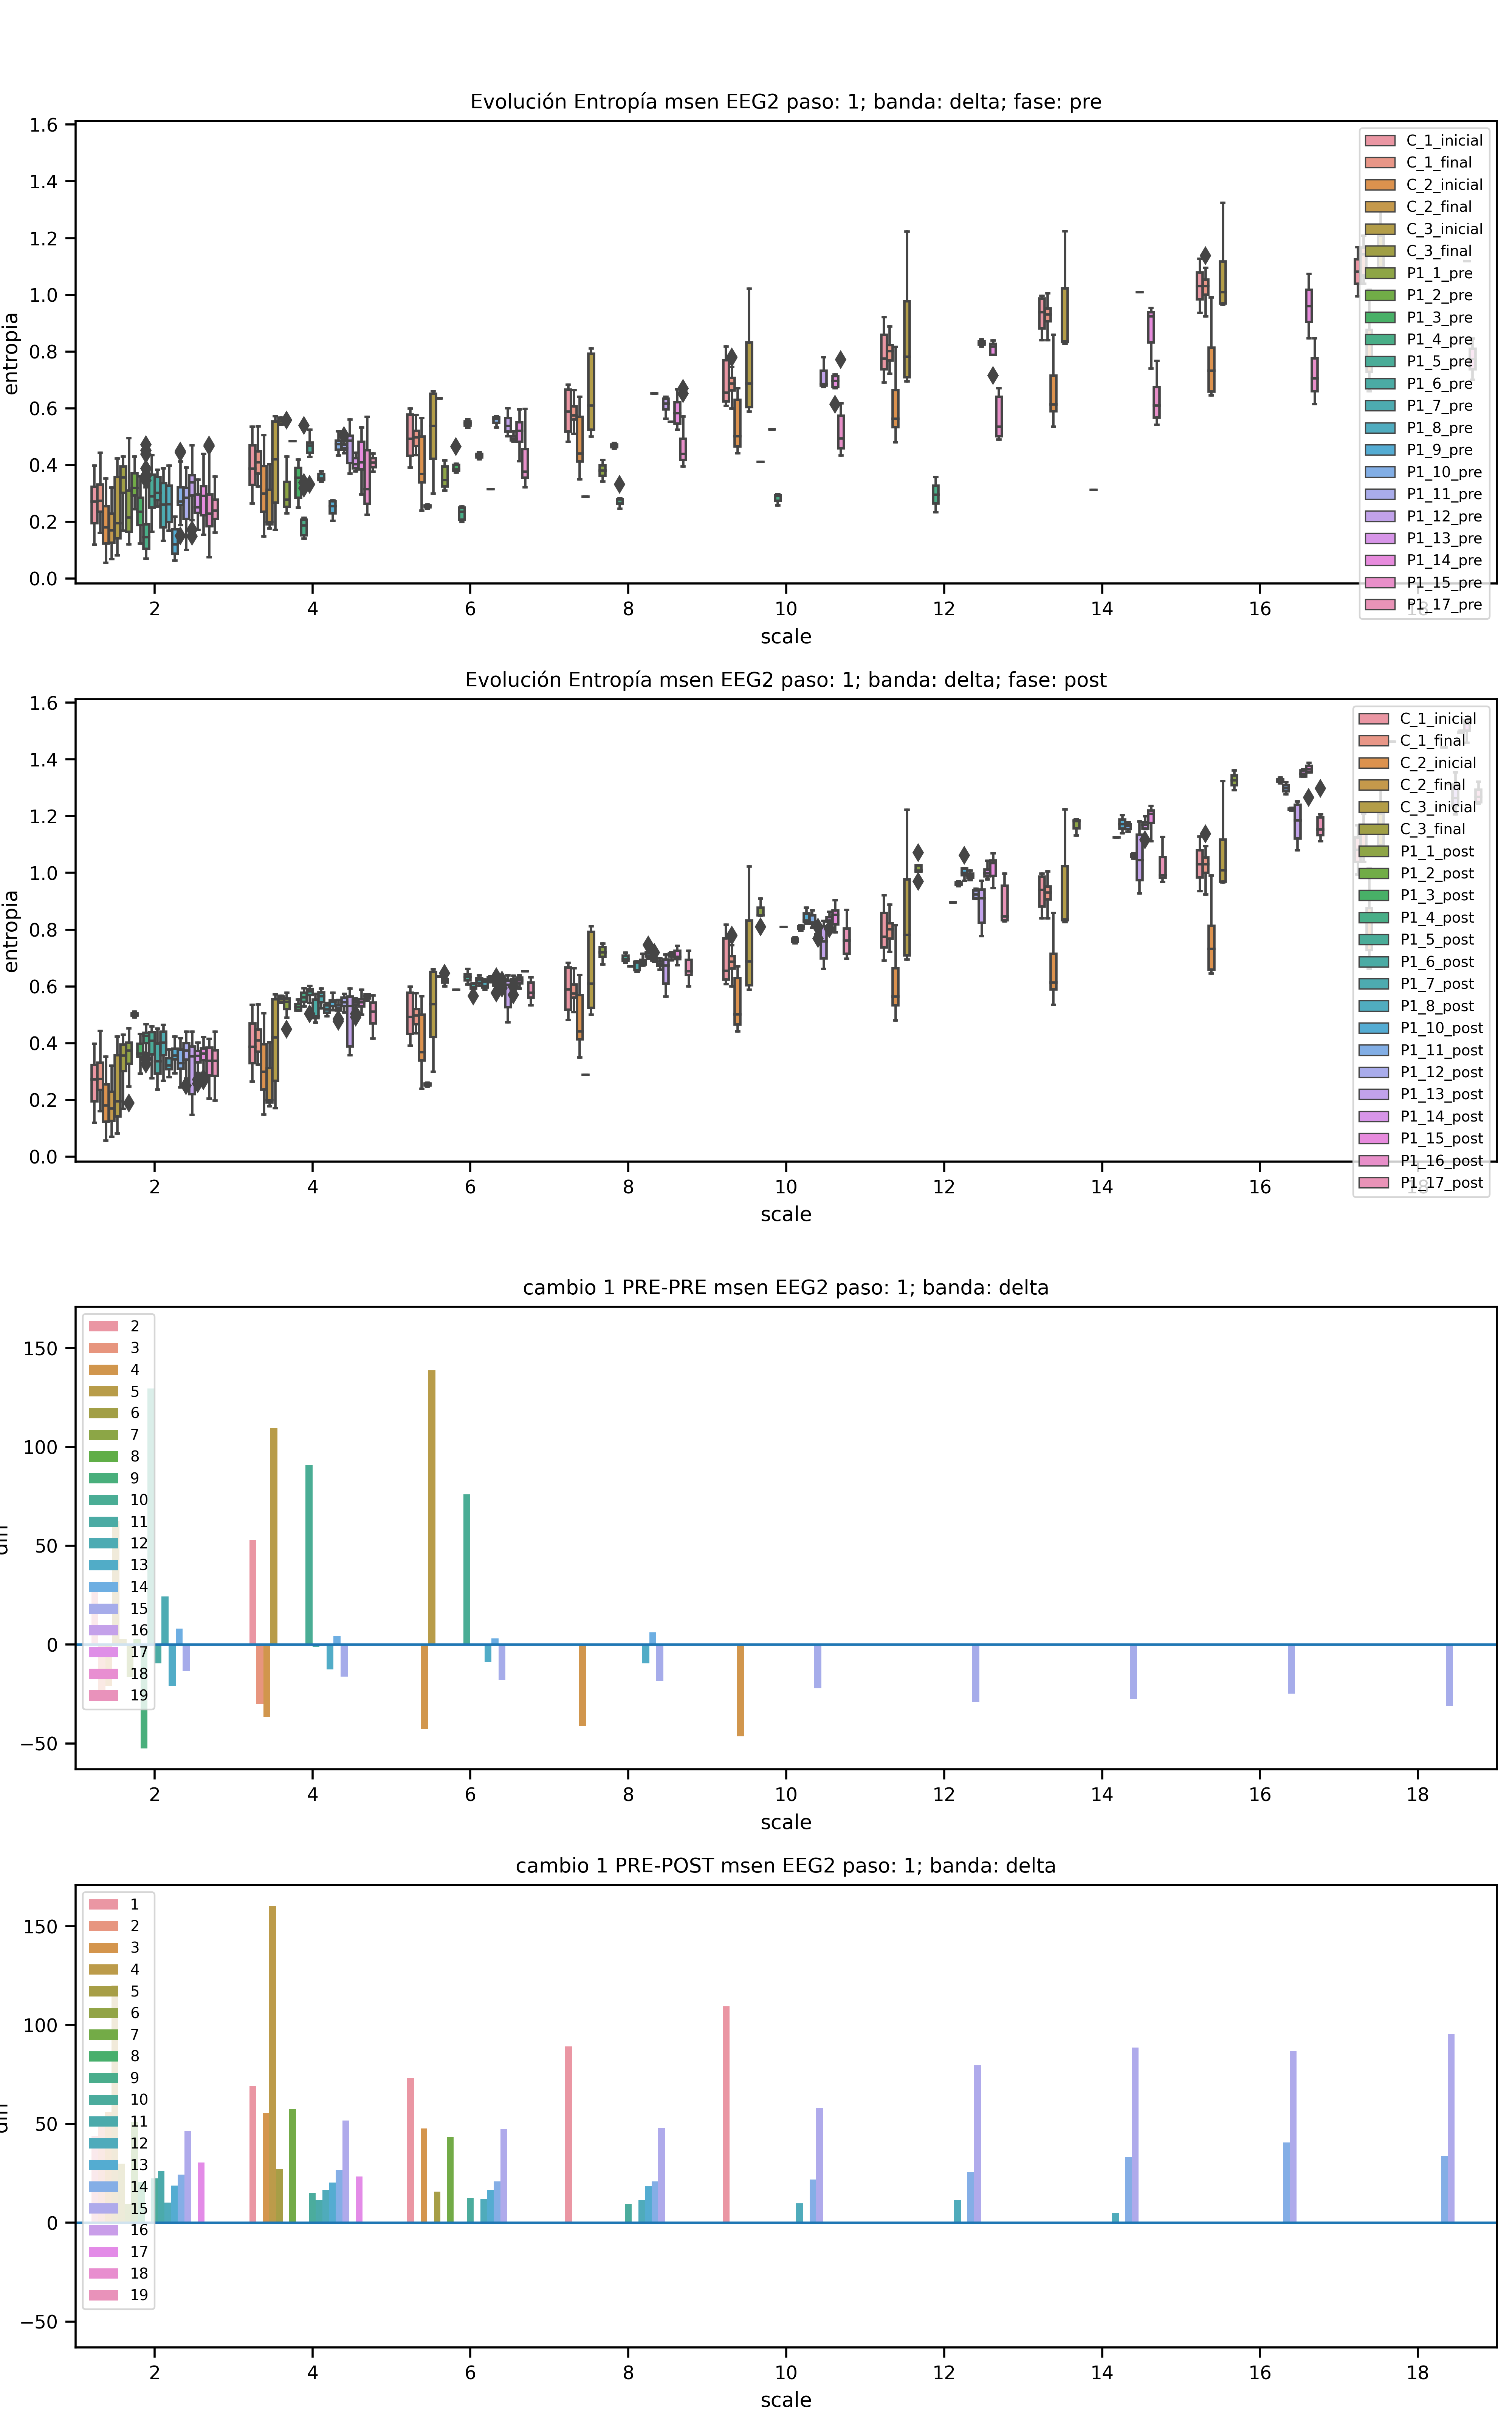 Evolución Entropía msen EEG2 paso: 1; banda: delta; fase: pre
1.6
1.4
1.2
1.0
0.8
0.6
0.4
0.2
0.0
entropia
C_1_inicial
C_1_final
C_2_inicial
C_2_final
C_3_inicial
C_3_final
P1_1_pre
P1_2_pre
P1_3_pre
P1_4_pre
P1_5_pre
P1_6_pre
P1_7_pre
P1_8_pre
P1_9_pre
P1_10_pre
P1_11_pre
P1_12_pre
P1_13_pre
P1_14_pre
P1_15_pre
P1_17_pre
2 4 6 8 10 12 14 16 18
scale
Evolución Entropía msen EEG2 paso: 1; banda: delta; fase: post
1.6
1.4
1.2
1.0
0.8
0.6
0.4
0.2
0.0
entropia
C_1_inicial
C_1_final
C_2_inicial
C_2_final
C_3_inicial
C_3_final
P1_1_post
P1_2_post
P1_3_post
P1_4_post
P1_5_post
P1_6_post
P1_7_post
P1_8_post
P1_10_post
P1_11_post
P1_12_post
P1_13_post
P1_14_post
P1_15_post
P1_16_post
P1_17_post
2 4 6 8 10 12 14 16 18
scale
cambio 1 PRE-PRE msen EEG2 paso: 1; banda: delta
150
100
50
0
−50
2
3
4
5
6
7
8
9
10
11
12
13
14
15
16
17
18
19
2 4 6 8 10 12 14 16 18
scale
cambio 1 PRE-POST msen EEG2 paso: 1; banda: delta
150
100
50
0
−50
1
2
3
4
5
6
7
8
9
10
11
12
13
14
15
16
17
18
19
2 4 6 8 10 12 14 16 18
scale